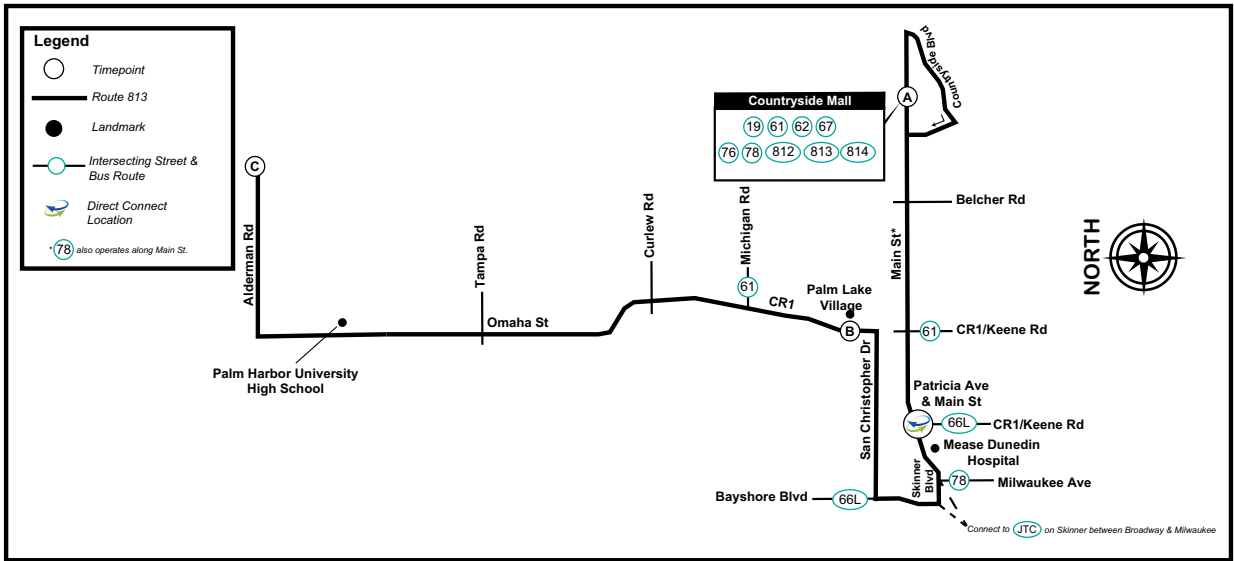 Legend
Timepoint
Route 813
Landmark
Intersecting Street &
Bus Route
Direct Connect
Location
* 78 also operates along Main St.
Countryside Blvd
Countryside Blvd
A
Countryside Mall
19 61 62 67
76 78 812 813 814
C
Alderman Rd
Tampa Rd
Curlew Rd
Michigan Rd
61
Belcher Rd
Main St*
NORTH
Palm Lake
Village
CR1
Omaha St
B
61 CR1/Keene Rd
Palm Harbor University
High School
San Christopher Dr
Patricia Ave
& Main St
66L CR1/Keene Rd
Mease Dunedin
Hospital
Skinner
Blvd
78 Milwaukee Ave
Bayshore Blvd 66L
Connect to JTC on Skinner between Broadway & Milwaukee